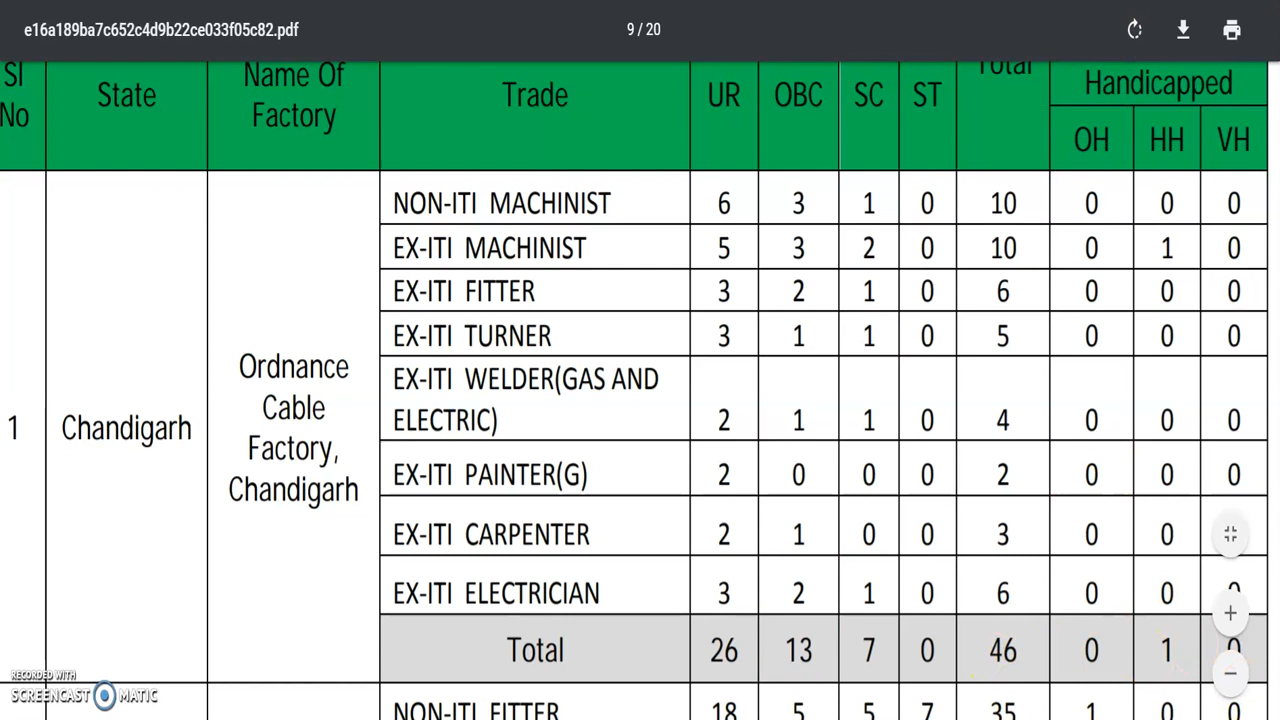 e16a189ba7c652c4d9b22ce033f05c82.pdf 9 / 20
Sl No State Name Of Factory Trade UR OBC SC ST Total Handicapped
OH HH VH
NON-ITI MACHINIST 6 3 1 0 10 0 0 0
EX-ITI MACHINIST 5 3 2 0 10 0 1 0
EX-ITI FITTER 3 2 1 0 6 0 0 0
EX-ITI TURNER 3 1 1 0 5 0 0 0
1 Chandigarh Ordnance Cable Factory, Chandigarh
EX-ITI WELDER(GAS AND
ELECTRIC) 2 1 1 0 4 0 0 0
EX-ITI PAINTER(G) 2 0 0 0 2 0 0 0
EX-ITI CARPENTER 2 1 0 0 3 0 0
EX-ITI ELECTRICIAN 3 2 1 0 6 0 0 0
Total 26 13 7 0 46 0 1 0
NON-ITI FITTER 18 5 5 7 35 1 0 0
RECORDED WITH
SCREENCAST MATIC